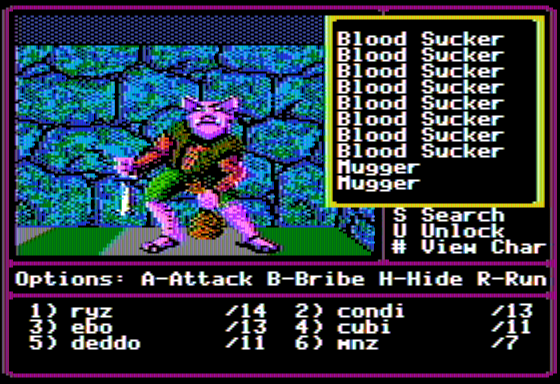 Blood Sucker
Blood Sucker
Blood Sucker
Blood Sucker
Blood Sucker
Blood Sucker
Blood Sucker
Blood Sucker
Mugger
Mugger
S Search
U Unlock
# View Char
Options: A-Attack B-Bribe H-Hide R-Run
1) ryz /14 2) condi /13
3) ebo /13 4) cubi /11
5) deddo /11 6) mnz /7